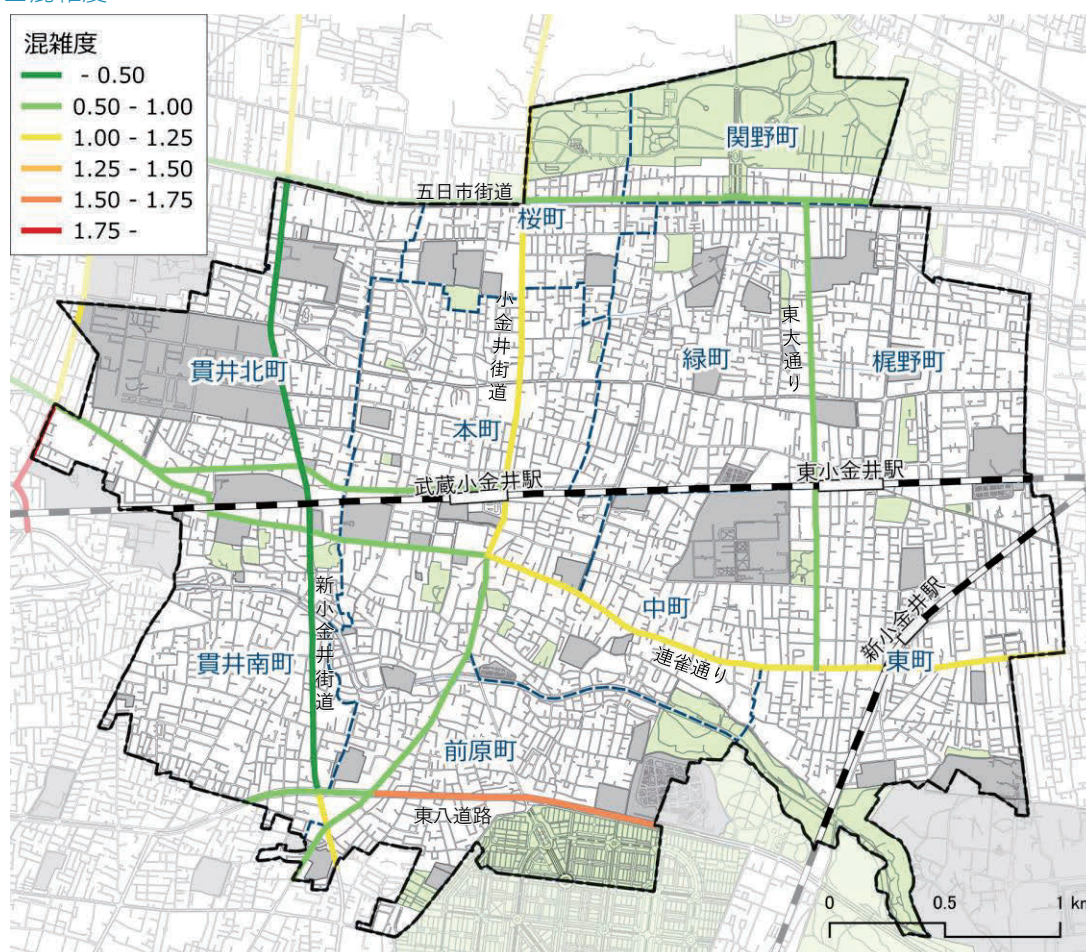 混雑度
- 0.50
0.50 - 1.00
1.00 - 1.25
1.25 - 1.50
1.50 - 1.75
1.75 -
関野町
五日市街道
桜町
小金井街道
東大通り
緑町
梶野町
貫井北町
本町
武蔵小金井駅
東小金井駅
新小金井街道
中町
新小金井駅
連雀通り
東町
貫井南町
前原町
東八道路
0
0.5
1 km